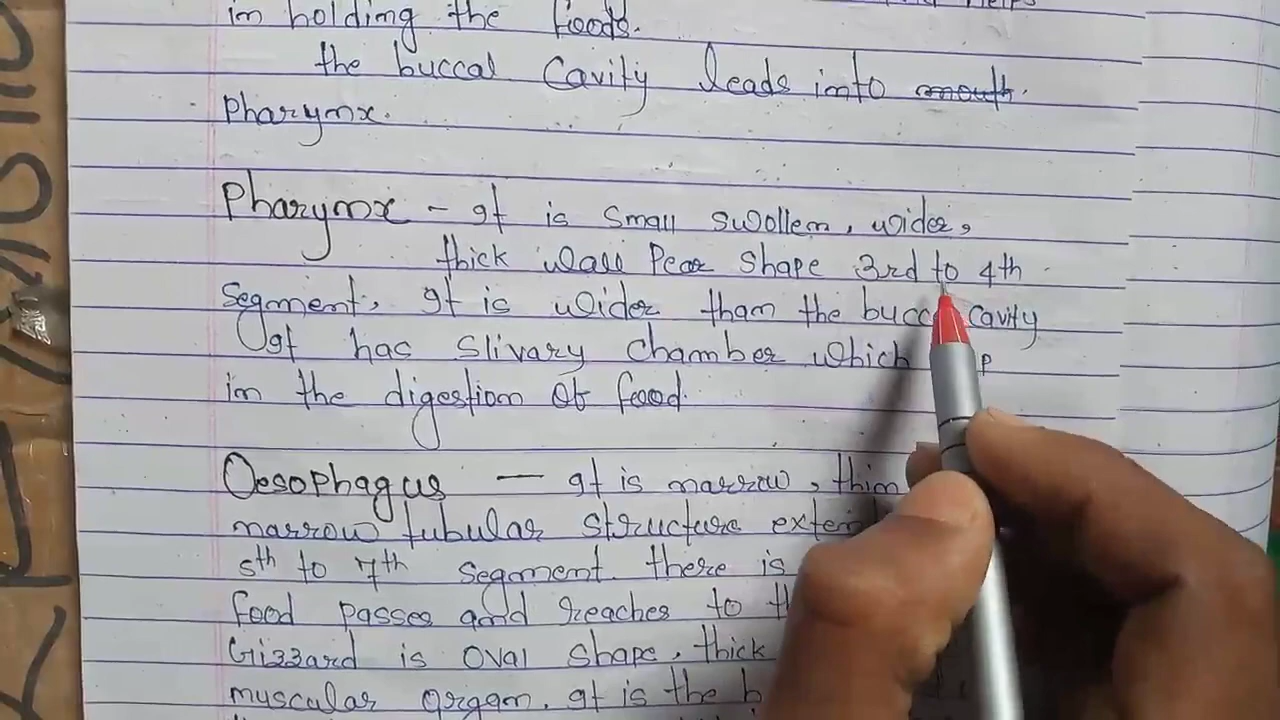 in holding the foods.
the buccal Cavity leads into mouth.
Pharynx.
Pharynx - It is small swollen, wider,
thick wall Pear shape 3rd to 4th
Segment. It is wider than the buccal cavity
It has Slivary chamber which
in the digestion of food.
Oesophagus — It is narrow, thin
narrow tubular structure
5th to 7th segment. there is
food passes and reaches to
Gizzard is oval shape, thick
muscular organ. It is the